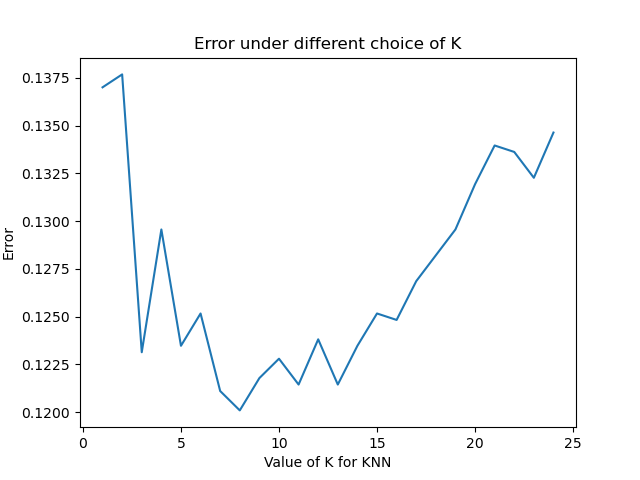 Error under different choice of K
0.1375
0.1350
0.1325
0.1300
0.1275
0.1250
0.1225
0.1200
Error
0 5 10 15 20 25
Value of K for KNN